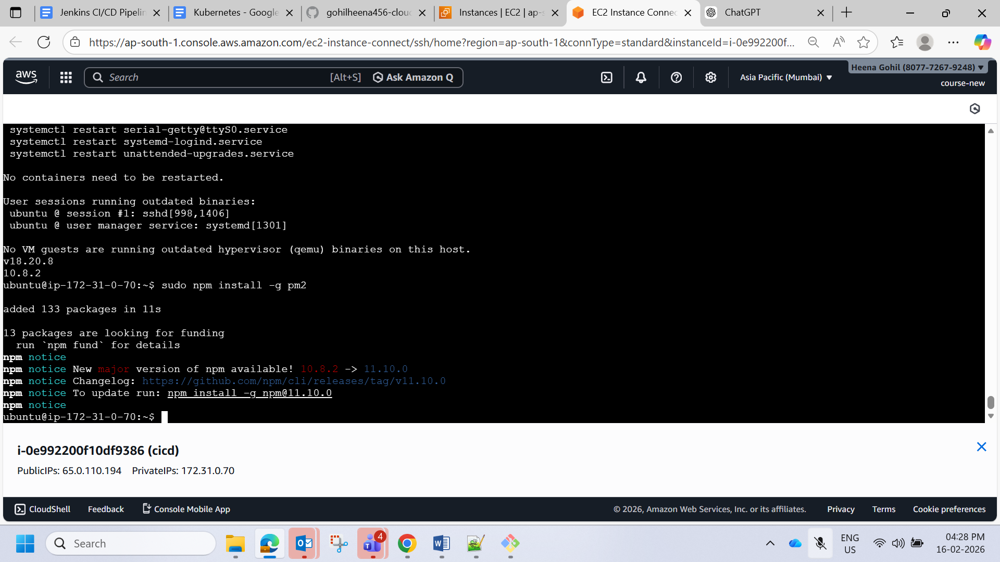 Jenkins CI/CD Pipelin
Kubernetes - Google
gohilheena456-cloud
Instances | EC2 | ap-s
EC2 Instance Connec
ChatGPT
https://ap-south-1.console.aws.amazon.com/ec2-instance-connect/ssh/home?region=ap-south-1&connType=standard&instanceId=i-0e992200f...
aws
Search
[Alt+S]
Ask Amazon Q
Asia Pacific (Mumbai)
Heena Gohil (8077-7267-9248)
course-new
systemctl restart serial-getty@ttyS0.service
systemctl restart systemd-logind.service
systemctl restart unattended-upgrades.service
No containers need to be restarted.
User sessions running outdated binaries:
ubuntu @ session #1: sshd[998,1406]
ubuntu @ user manager service: systemd[1301]
No VM guests are running outdated hypervisor (qemu) binaries on this host.
v18.20.8
10.8.2
ubuntu@ip-172-31-0-70:~$ sudo npm install -g pm2
added 133 packages in 11s
13 packages are looking for funding
run `npm fund` for details
npm notice
npm notice New major version of npm available! 10.8.2 -> 11.10.0
npm notice Changelog: https://github.com/npm/cli/releases/tag/v11.10.0
npm notice To update run: npm install -g npm@11.10.0
npm notice
ubuntu@ip-172-31-0-70:~$
i-0e992200f10df9386 (cicd)
PublicIPs: 65.0.110.194 PrivateIPs: 172.31.0.70
CloudShell
Feedback
Console Mobile App
© 2026, Amazon Web Services, Inc. or its affiliates.
Privacy
Terms
Cookie preferences
Search
4
ENG
US
04:28 PM
16-02-2026